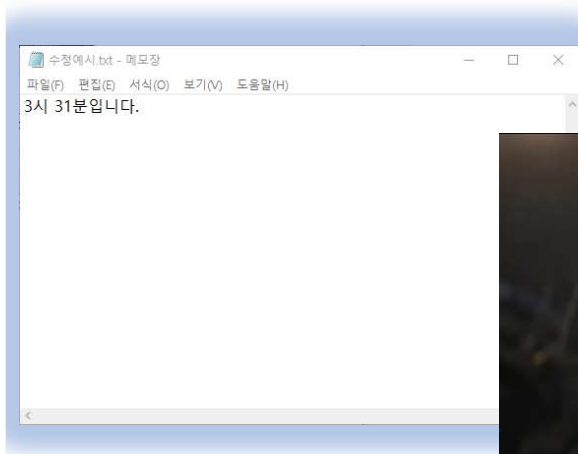 수정예시.txt - 메모장
파일(F) 편집(E) 서식(O) 보기(V) 도움말(H)
3시 31분입니다.